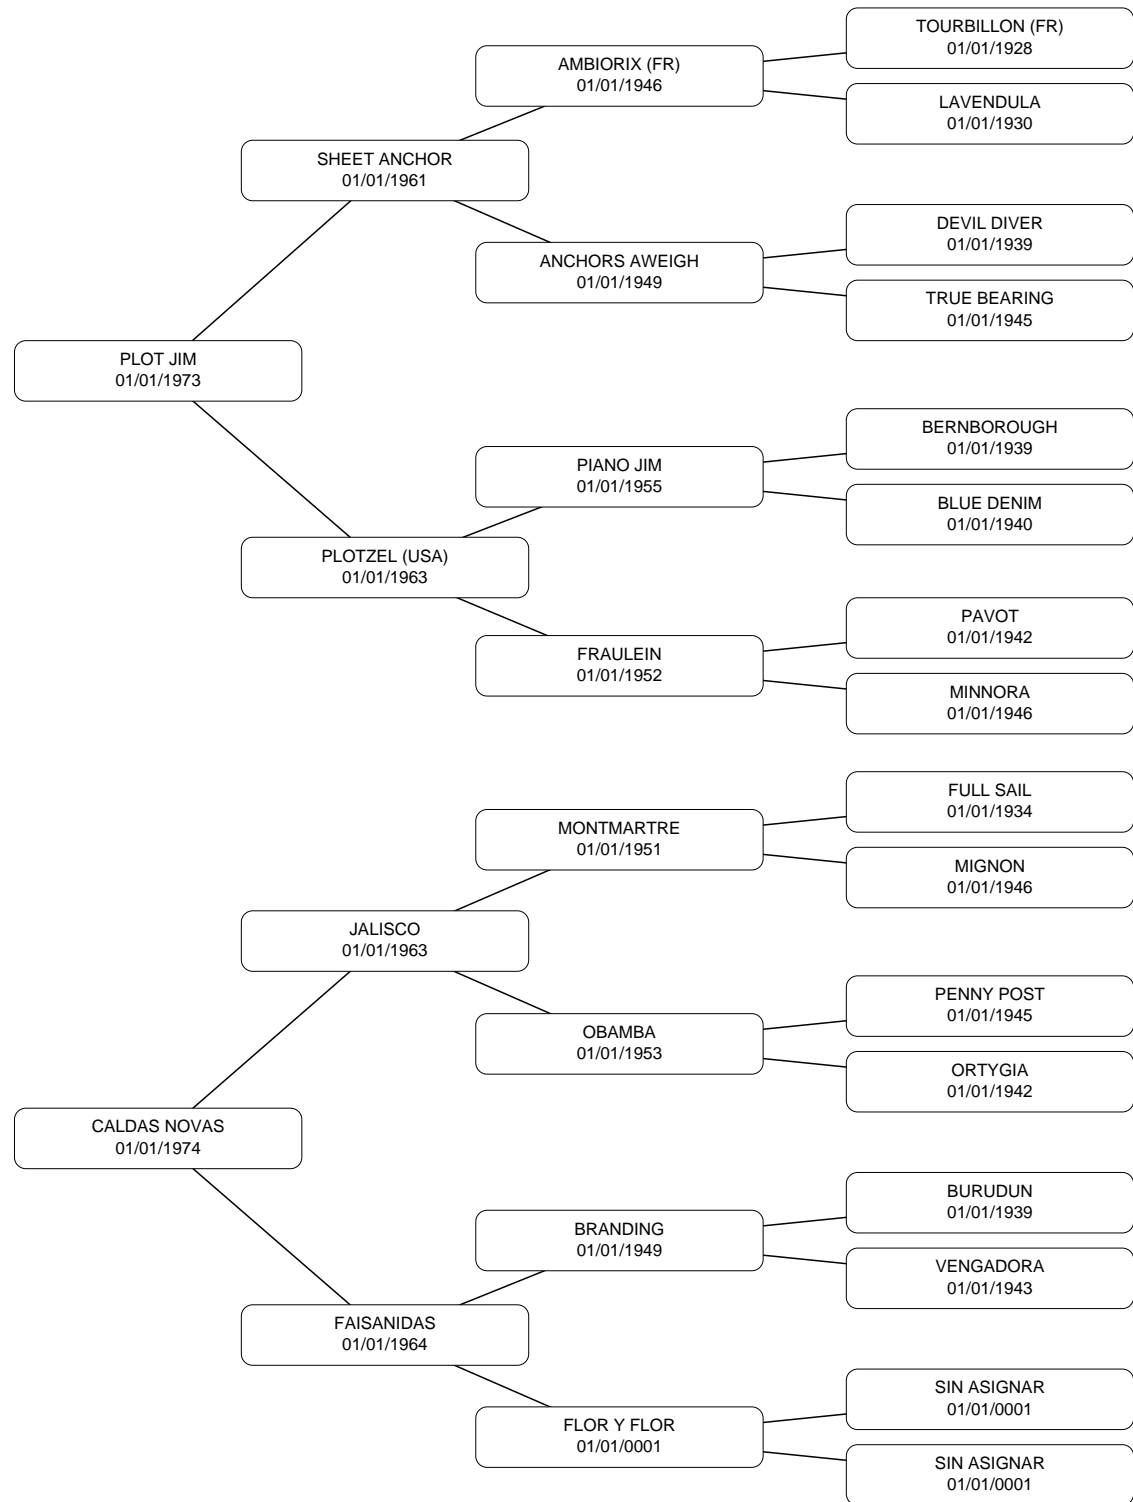 TOURBILLON (FR)
01/01/1928
AMBIORIX (FR)
01/01/1946
LAVENDULA
01/01/1930
SHEET ANCHOR
01/01/1961
DEVIL DIVER
01/01/1939
ANCHORS AWEIGH
01/01/1949
TRUE BEARING
01/01/1945
PLOT JIM
01/01/1973
BERNBOROUGH
01/01/1939
PIANO JIM
01/01/1955
BLUE DENIM
01/01/1940
PLOTZEL (USA)
01/01/1963
PAVOT
01/01/1942
FRAULEIN
01/01/1952
MINNORA
01/01/1946
FULL SAIL
01/01/1934
MONTMARTRE
01/01/1951
MIGNON
01/01/1946
JALISCO
01/01/1963
PENNY POST
01/01/1945
OBAMBA
01/01/1953
ORTYGIA
01/01/1942
CALDAS NOVAS
01/01/1974
BURUDUN
01/01/1939
BRANDING
01/01/1949
VENGADORA
01/01/1943
FAISANIDAS
01/01/1964
SIN ASIGNAR
01/01/0001
FLOR Y FLOR
01/01/0001
SIN ASIGNAR
01/01/0001